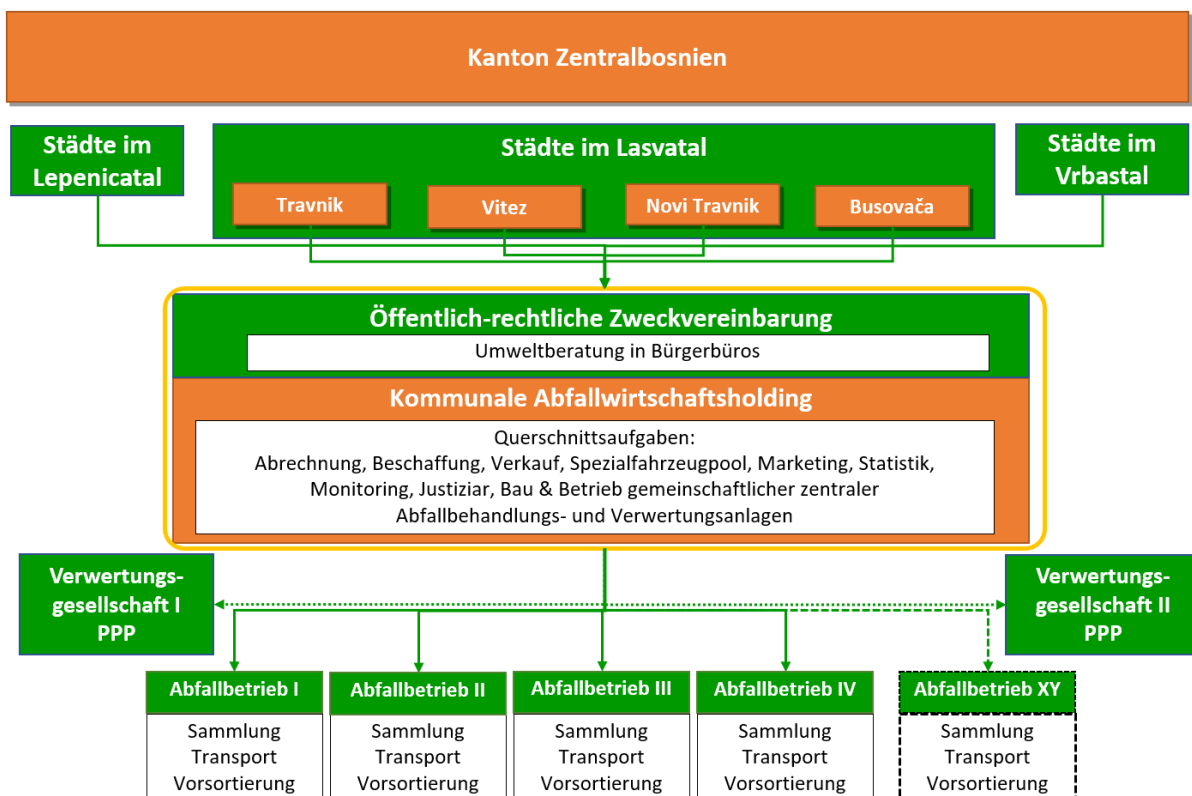 Kanton Zentralbosnien
Städte im
Lepenicatal
Städte im Lasvatal
Travnik
Vitez
Novi Travnik
Busovača
Städte im
Vrbastal
Öffentlich-rechtliche Zweckvereinbarung
Umweltberatung in Bürgerbüros
Kommunale Abfallwirtschaftsholding
Querschnittsaufgaben:
Abrechnung, Beschaffung, Verkauf, Spezialfahrzeugpool, Marketing, Statistik,
Monitoring, Justiziar, Bau & Betrieb gemeinschaftlicher zentraler
Abfallbehandlungs- und Verwertungsanlagen
Verwertungs-
gesellschaft I
PPP
Verwertungs-
gesellschaft II
PPP
Abfallbetrieb I
Sammlung
Transport
Vorsortierung
Abfallbetrieb II
Sammlung
Transport
Vorsortierung
Abfallbetrieb III
Sammlung
Transport
Vorsortierung
Abfallbetrieb IV
Sammlung
Transport
Vorsortierung
Abfallbetrieb XY
Sammlung
Transport
Vorsortierung